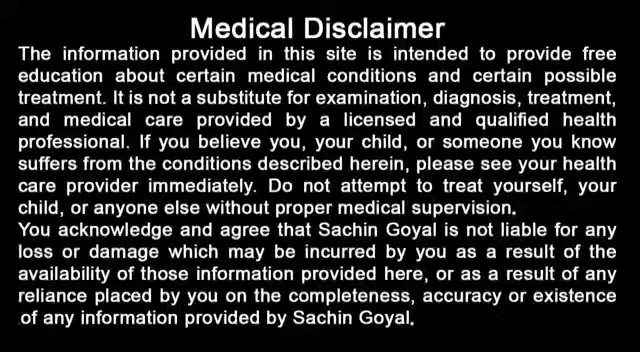 Medical Disclaimer
The information provided in this site is intended to provide free
education about certain medical conditions and certain possible
treatment. It is not a substitute for examination, diagnosis, treatment,
and medical care provided by a licensed and qualified health
professional. If you believe you, your child, or someone you know
suffers from the conditions described herein, please see your health
care provider immediately. Do not attempt to treat yourself, your
child, or anyone else without proper medical supervision.
You acknowledge and agree that Sachin Goyal is not liable for any
loss or damage which may be incurred by you as a result of the
availability of those information provided here, or as a result of any
reliance placed by you on the completeness, accuracy or existence
of any information provided by Sachin Goyal.